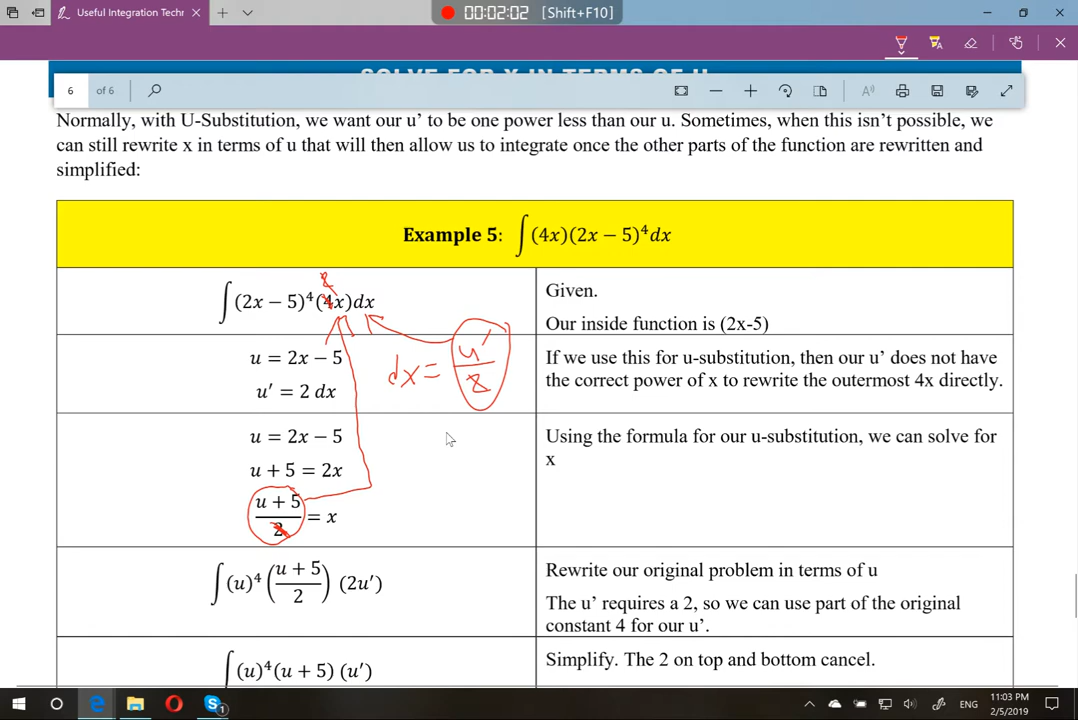 Useful Integration Techr
00:02:02 [Shift+F10]
SOLVE FOR X IN TERMS OF U
6 of 6
Normally, with U-Substitution, we want our u' to be one power less than our u. Sometimes, when this isn't possible, we
can still rewrite x in terms of u that will then allow us to integrate once the other parts of the function are rewritten and
simplified:
Example 5: ∫(4x)(2x − 5)⁴dx
∫(2x − 5)⁴(4x)dx
Given.
Our inside function is (2x-5)
u = 2x − 5
u' = 2 dx
dx = u'/8
If we use this for u-substitution, then our u' does not have
the correct power of x to rewrite the outermost 4x directly.
u = 2x − 5
u + 5 = 2x
(u + 5)/2 = x
Using the formula for our u-substitution, we can solve for
x
∫(u)⁴((u + 5)/2) (2u')
Rewrite our original problem in terms of u
The u' requires a 2, so we can use part of the original
constant 4 for our u'.
∫(u)⁴(u + 5) (u')
Simplify. The 2 on top and bottom cancel.
1
ENG
11:03 PM
2/5/2019